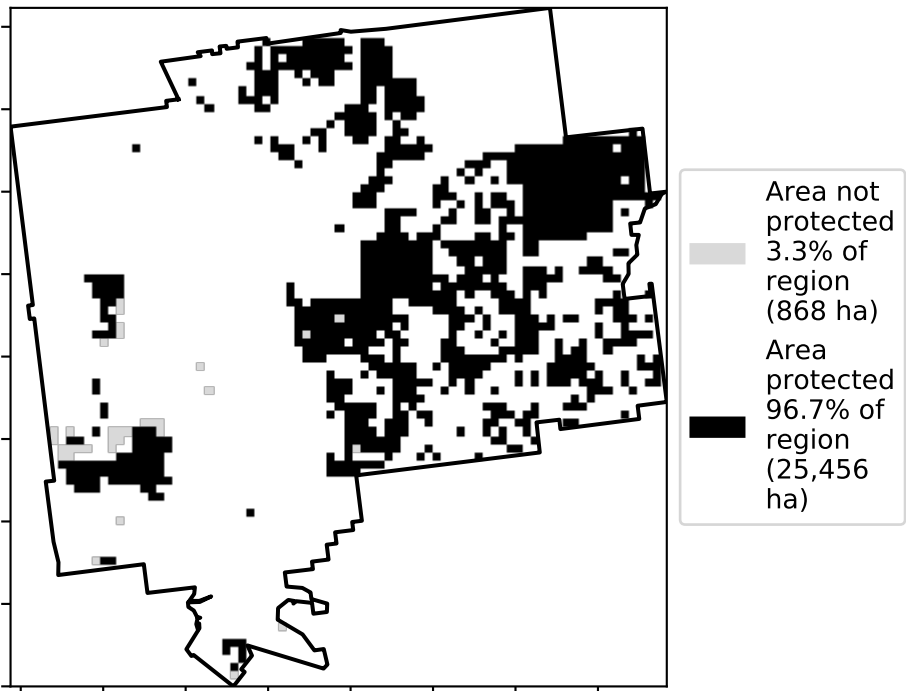 Area not
protected
3.3% of
region
(868 ha)
Area
protected
96.7% of
region
(25,456
ha)